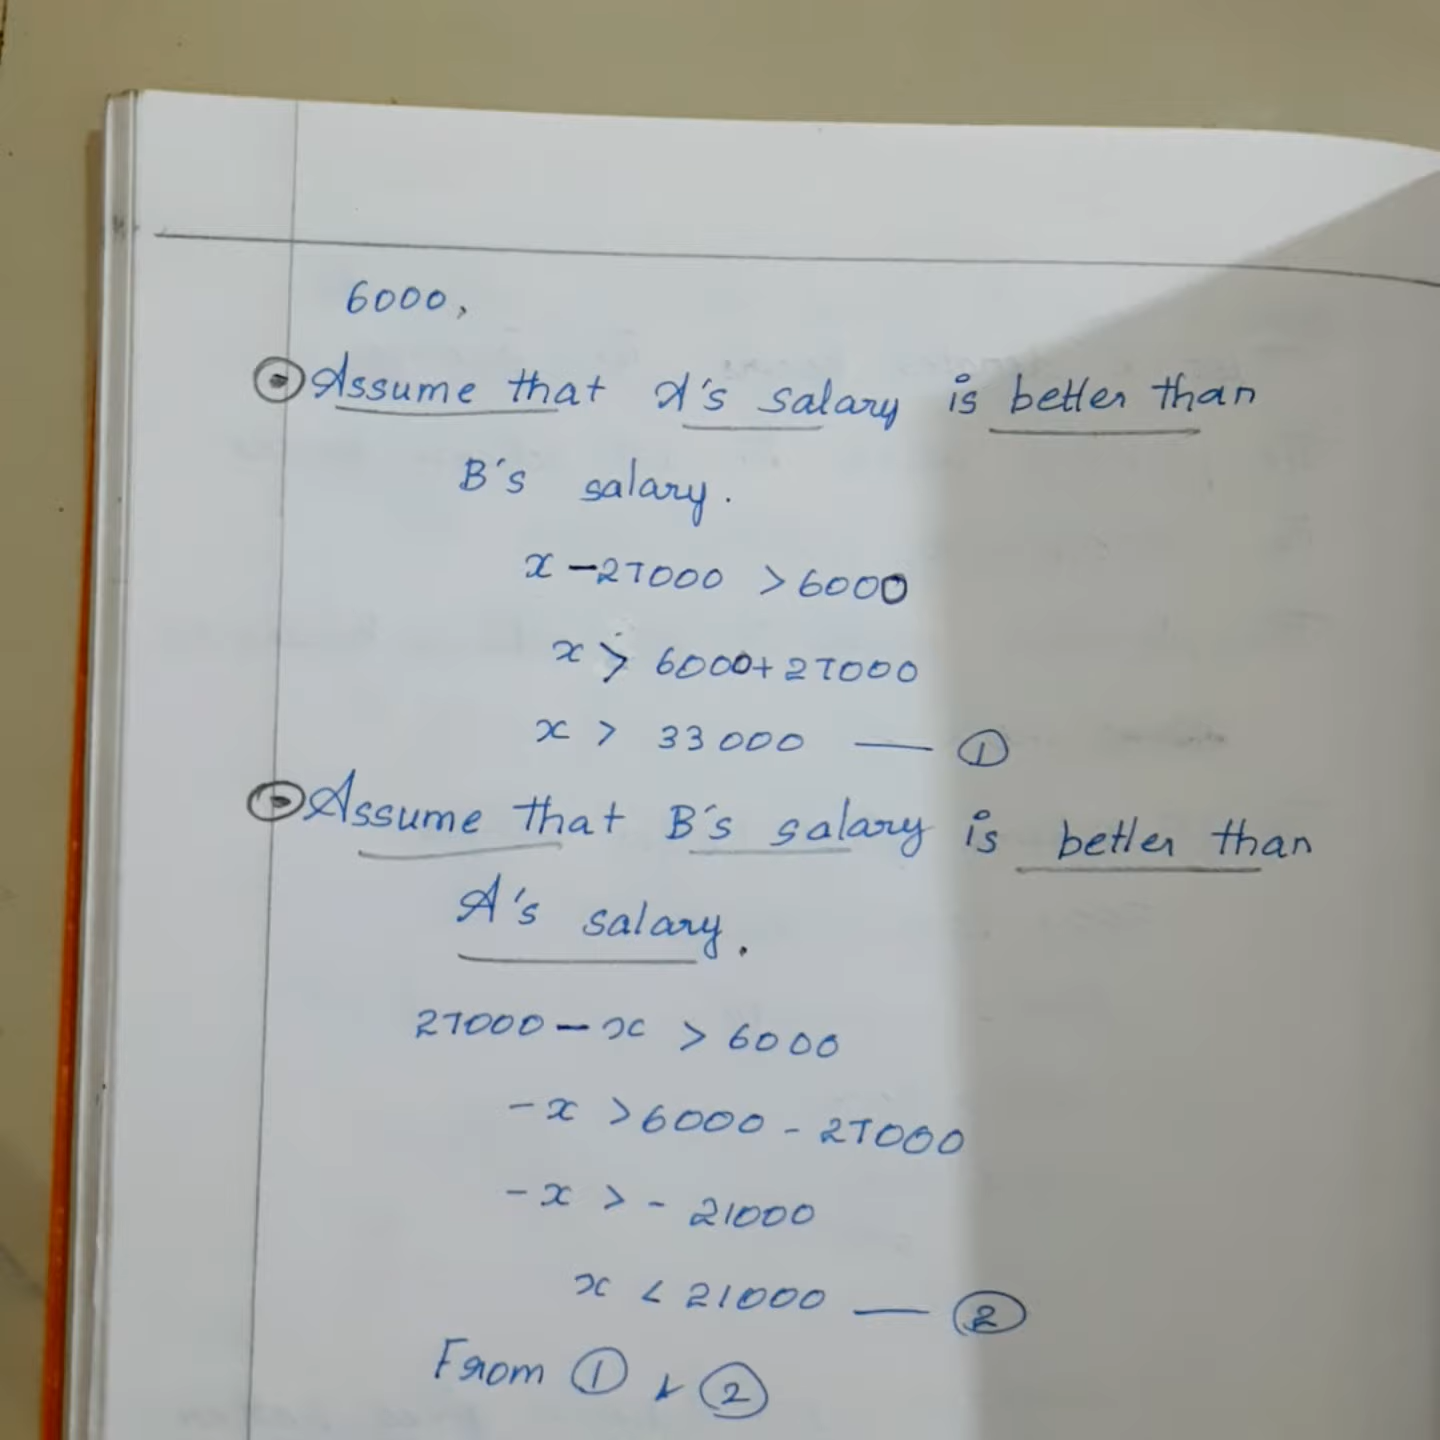 6000,
Assume that A's salary is better than
B's salary.
x - 27000 > 6000
x > 6000 + 27000
x > 33000 — ①
Assume that B's salary is better than
A's salary.
27000 - x > 6000
-x > 6000 - 27000
-x > - 21000
x < 21000 — ②
From ① & ②